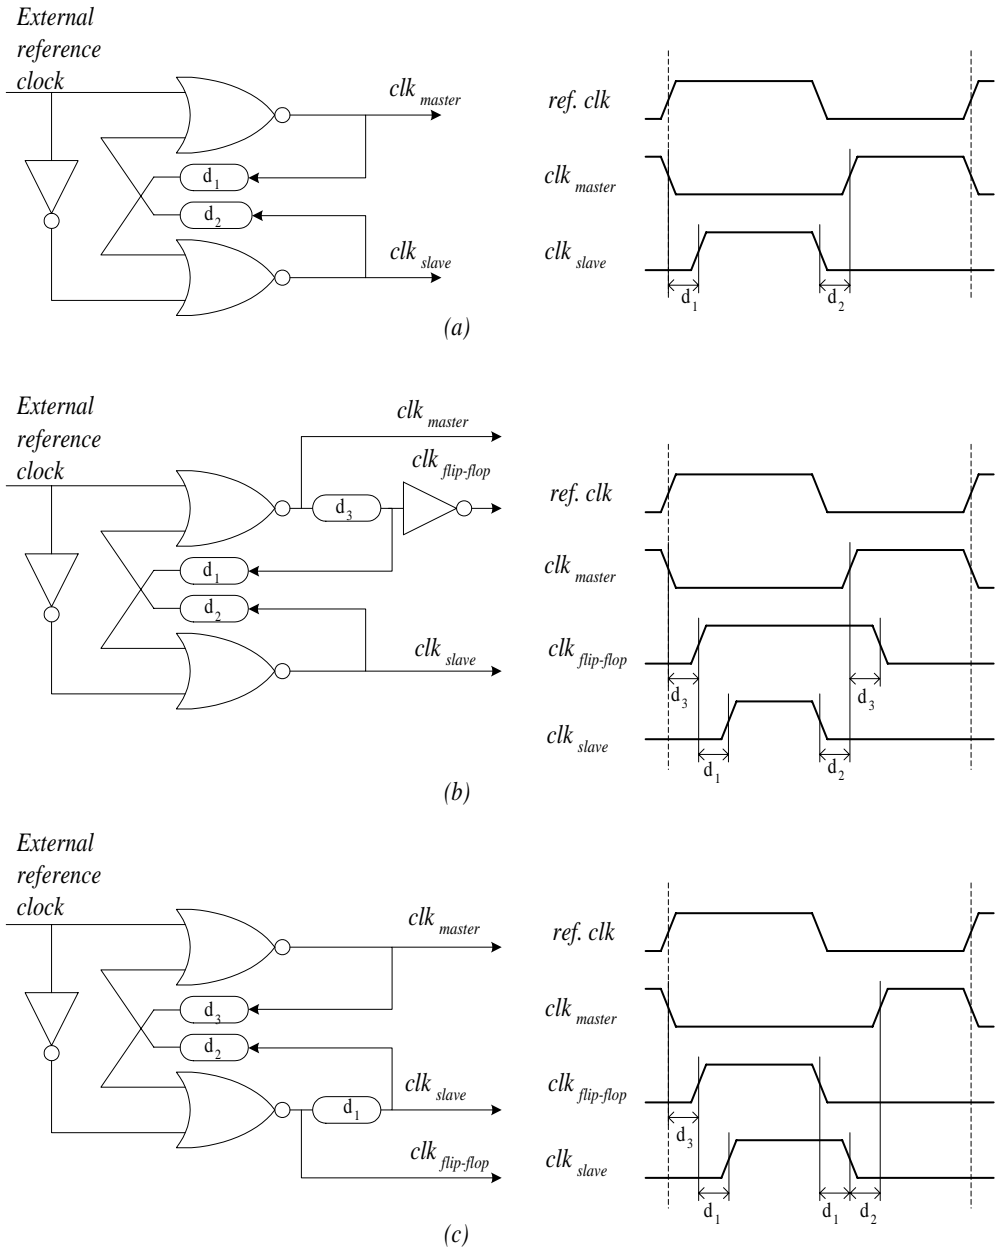 External
reference
clock
clk master
d1
d2
clk slave
ref. clk
clk master
clk slave
d1
d2
(a)
External
reference
clock
clk master
clk flip-flop
d3
d1
d2
clk slave
ref. clk
clk master
clk flip-flop
d3
d3
clk slave
d1
d2
(b)
External
reference
clock
clk master
d3
d2
clk slave
d1
clk flip-flop
ref. clk
clk master
clk flip-flop
d3
clk slave
d1
d1
d2
(c)